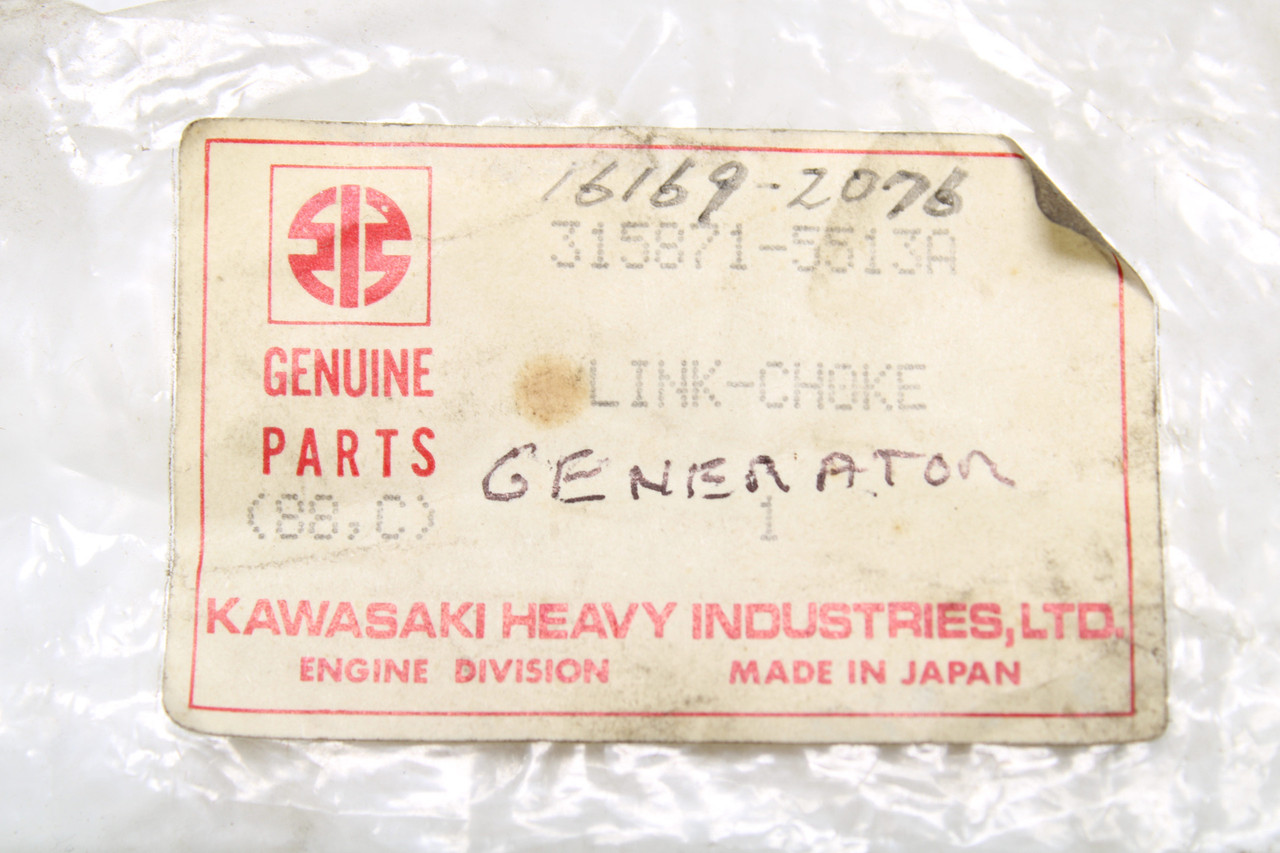 16169-2076
315871-5513A
GENUINE
PARTS
LINK-CHOKE
GENERATOR
(BB,C)
1
KAWASAKI HEAVY INDUSTRIES,LTD.
ENGINE DIVISION MADE IN JAPAN